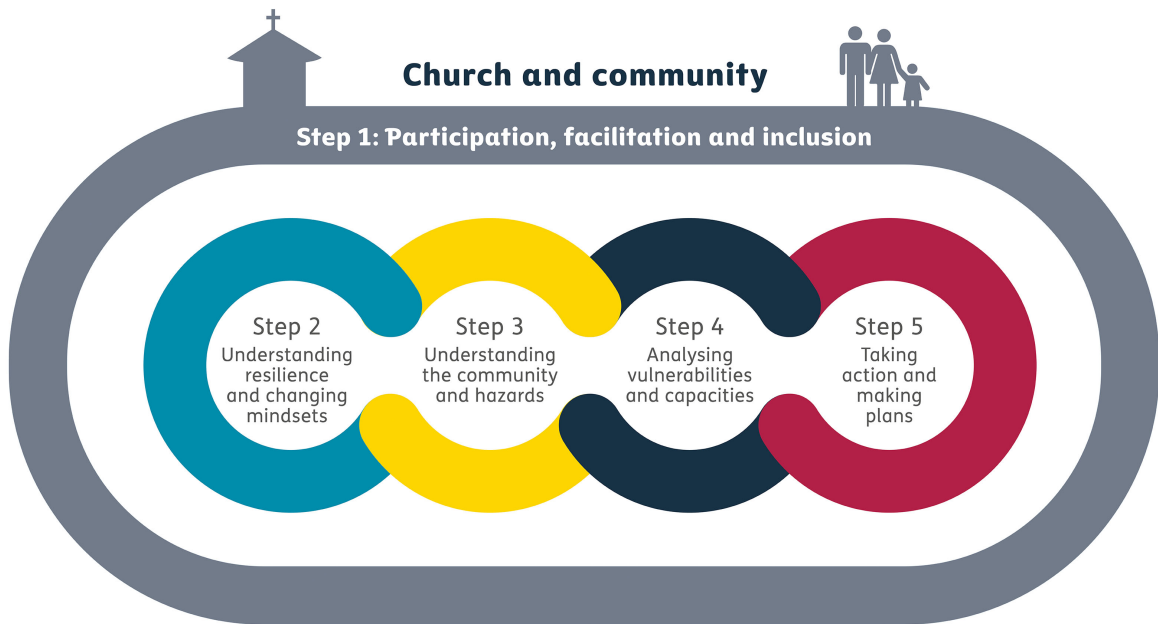 Church and community
Step 1: Participation, facilitation and inclusion
Step 2
Understanding
resilience
and changing
mindsets
Step 3
Understanding
the community
and hazards
Step 4
Analysing
vulnerabilities
and capacities
Step 5
Taking
action and
making
plans